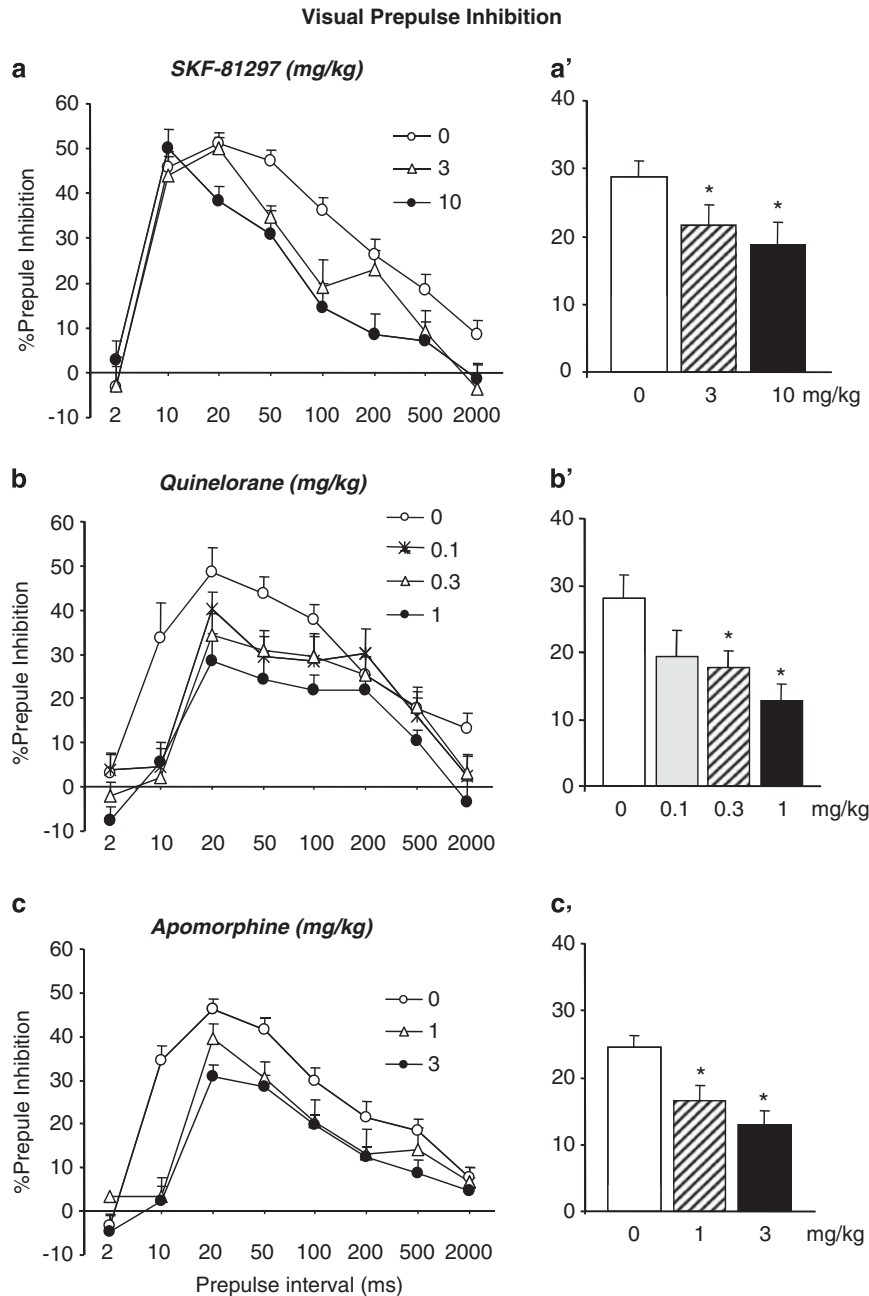 Visual Prepulse Inhibition
a
SKF-81297 (mg/kg)
%Prepule Inhibition
60
50
40
30
20
10
0
-10
0
3
10
2 10 20 50 100 200 500 2000
a'
40
30
20
10
0
* *
0 3 10 mg/kg
b
Quinelorane (mg/kg)
%Prepule Inhibition
60
50
40
30
20
10
0
-10
0
0.1
0.3
1
2 10 20 50 100 200 500 2000
b'
40
30
20
10
0
* *
0 0.1 0.3 1 mg/kg
c
Apomorphine (mg/kg)
%Prepule Inhibition
60
50
40
30
20
10
0
-10
0
1
3
2 10 20 50 100 200 500 2000
Prepulse interval (ms)
c,
40
30
20
10
0
* *
0 1 3 mg/kg